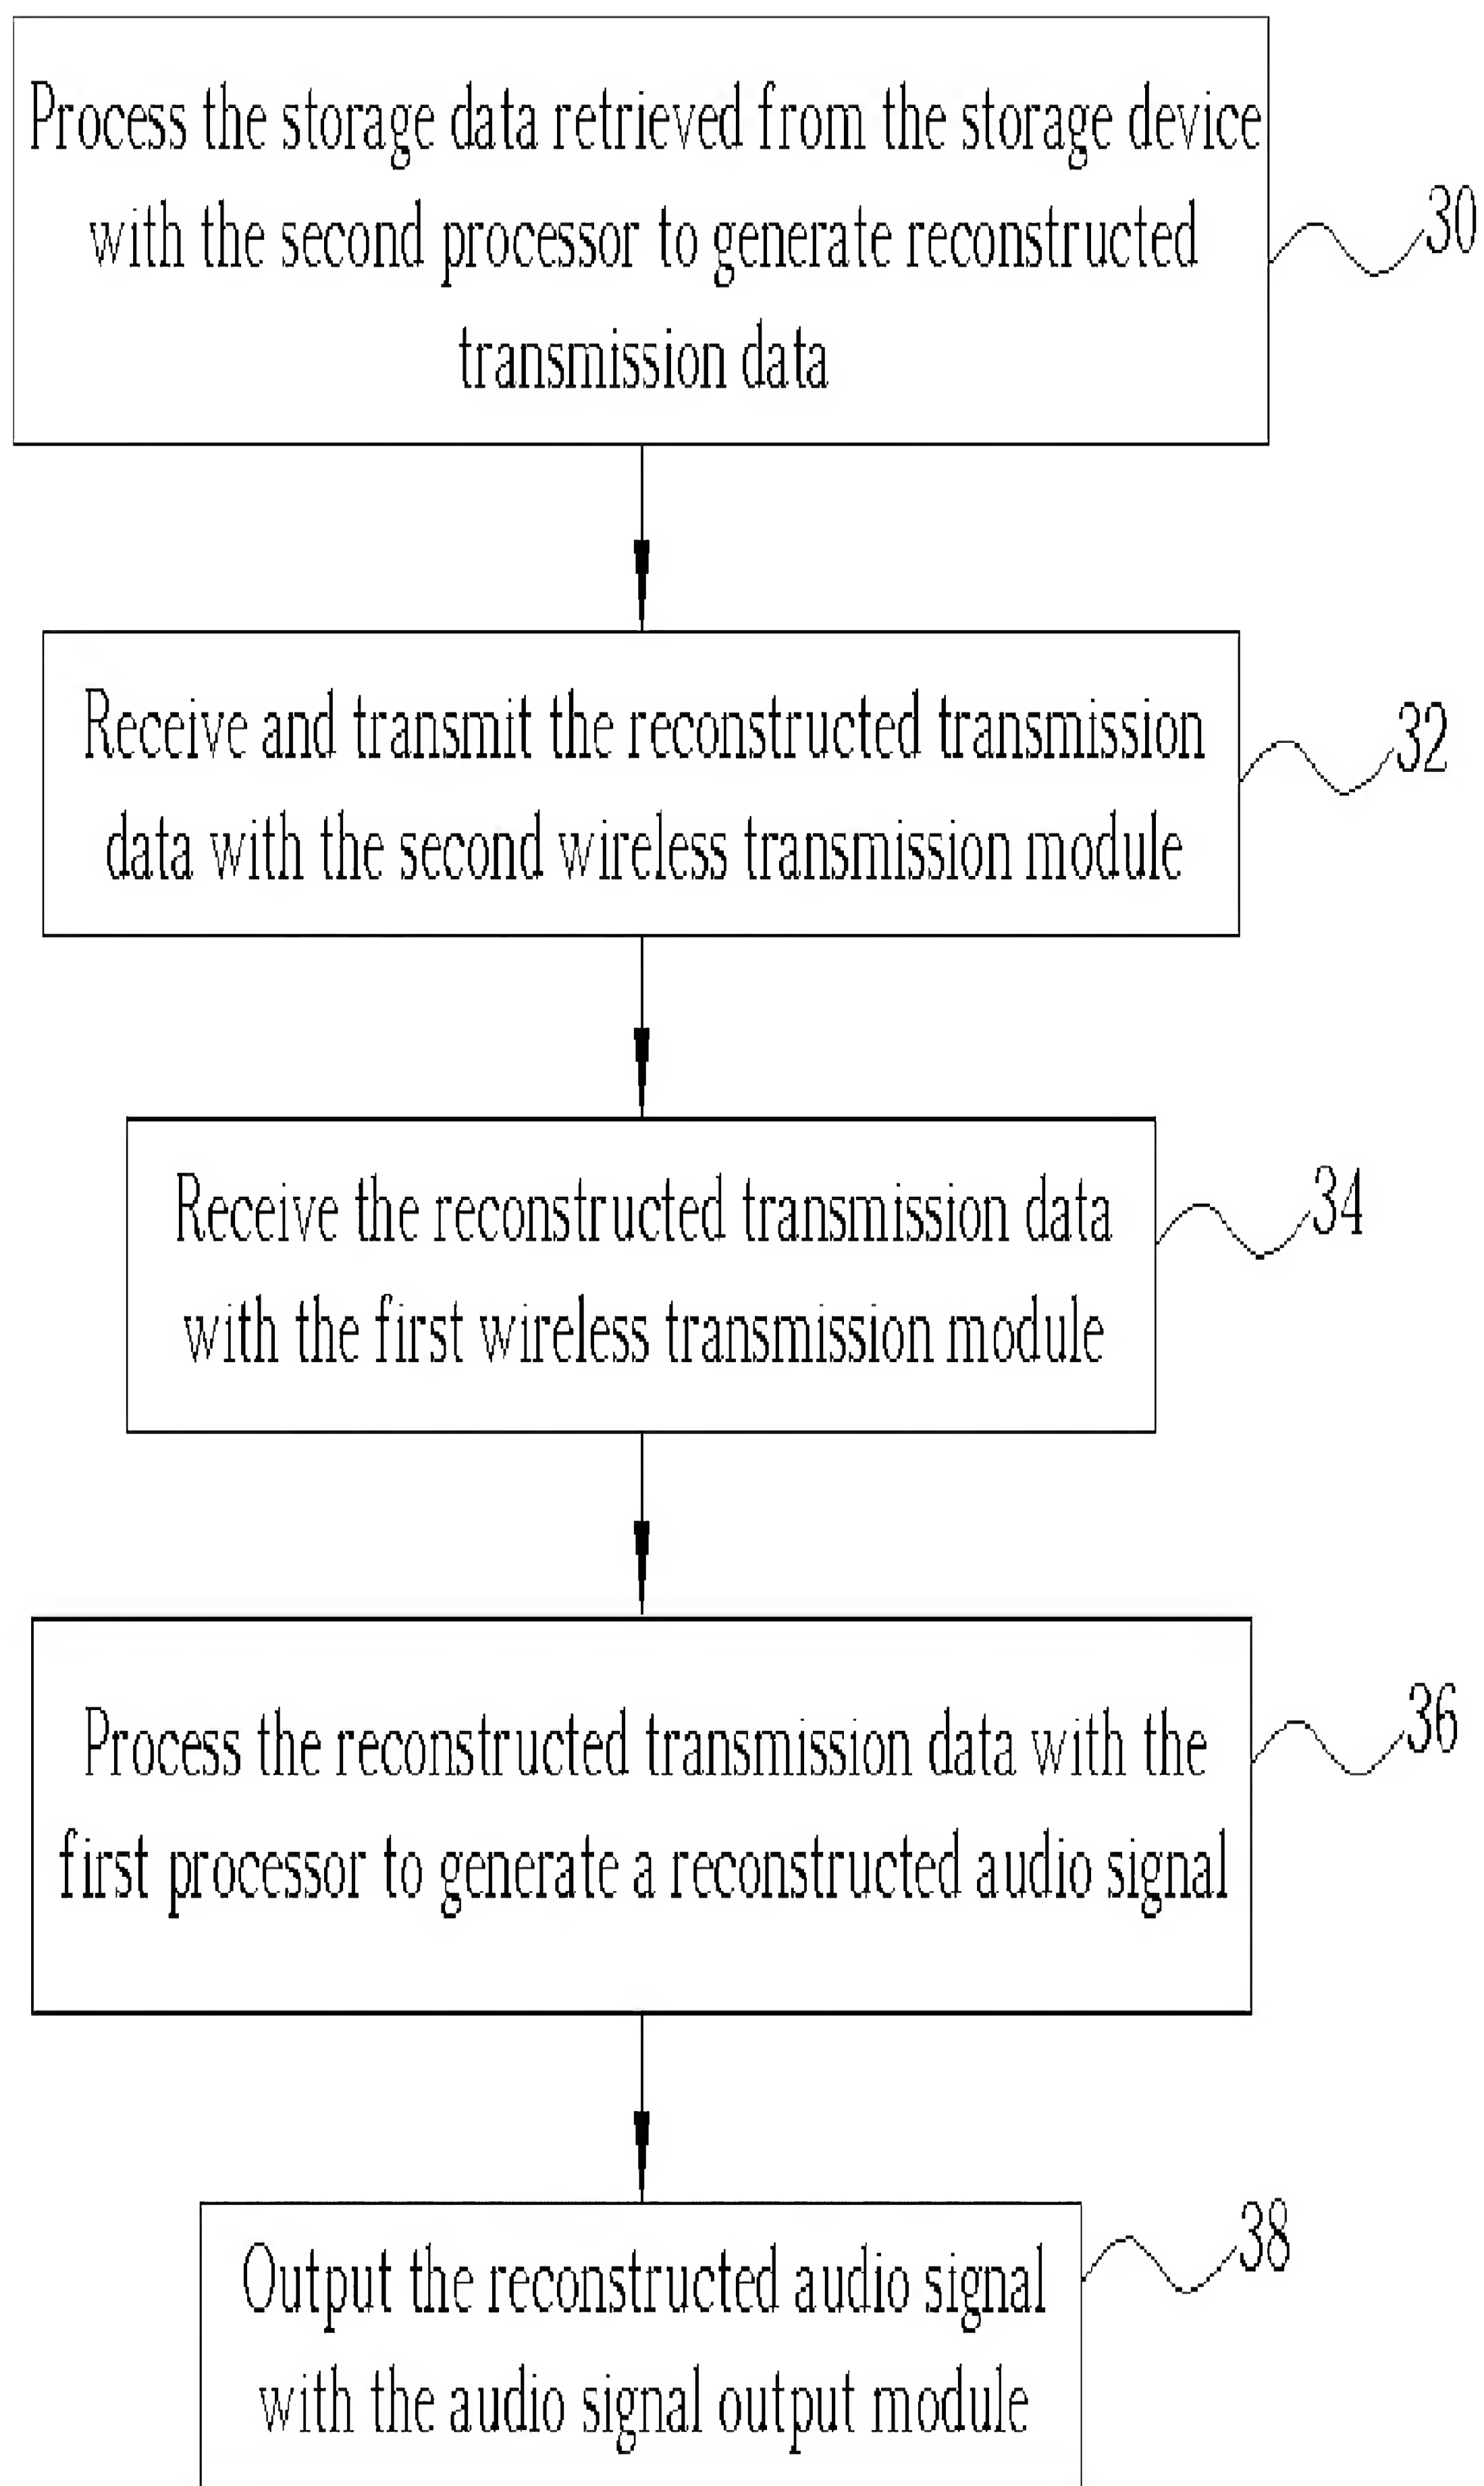 Process the storage data retrieved from the storage device
with the second processor to generate reconstructed
transmission data
30
Receive and transmit the reconstructed transmission
data with the second wireless transmission module
32
Receive the reconstructed transmission data
with the first wireless transmission module
34
Process the reconstructed transmission data with the
first processor to generate a reconstructed audio signal
36
Output the reconstructed audio signal
with the audio signal output module
38